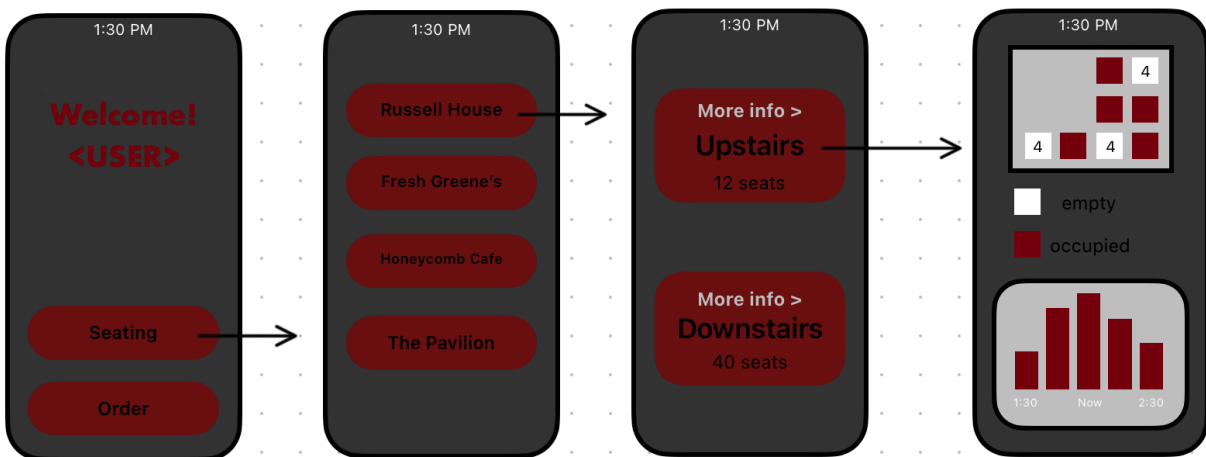 1:30 PM
Welcome!
<USER>
Seating
Order
1:30 PM
Russell House
Fresh Greene's
Honeycomb Cafe
The Pavilion
1:30 PM
More info >
Upstairs
12 seats
More info >
Downstairs
40 seats
1:30 PM
4
4 4
empty
occupied
1:30 Now 2:30